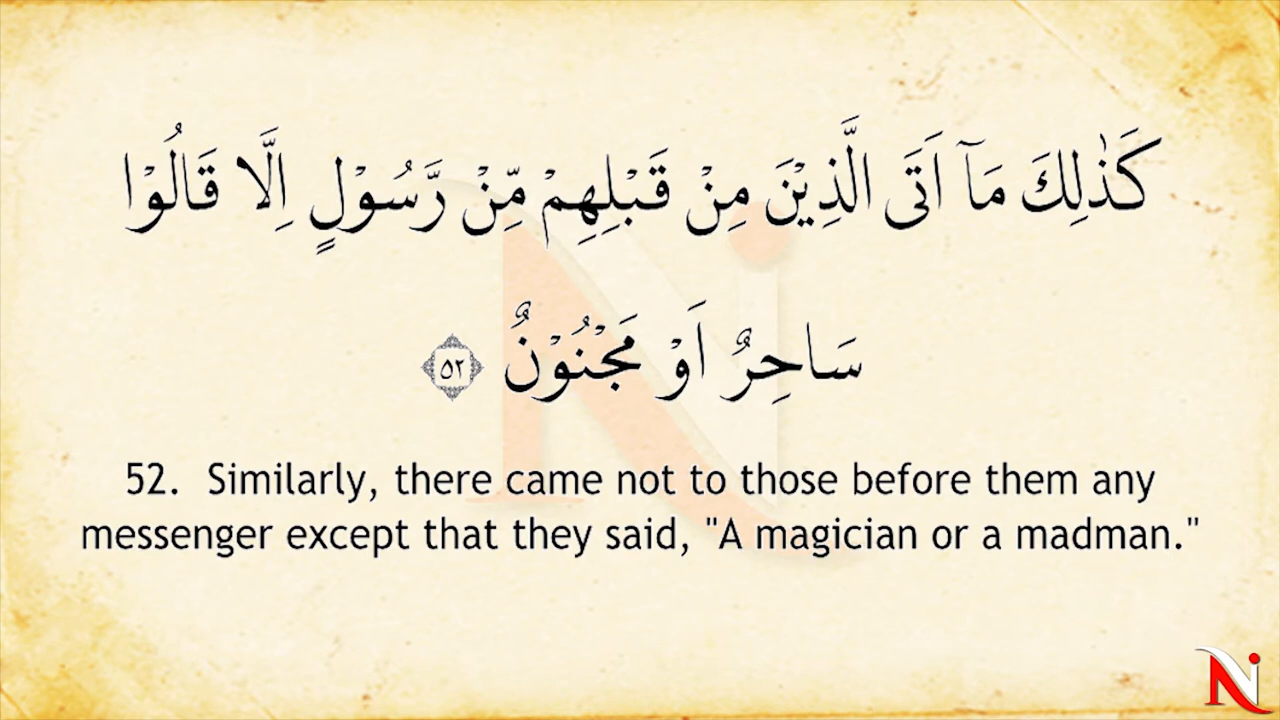 كَذٰلِكَ مَآ اَتَى الَّذِيْنَ مِنْ قَبْلِهِمْ مِّنْ رَّسُوْلٍ اِلَّا قَالُوْا
سَاحِرٌ اَوْ مَجْنُوْنٌ ۝٥٢
52. Similarly, there came not to those before them any
messenger except that they said, "A magician or a madman."